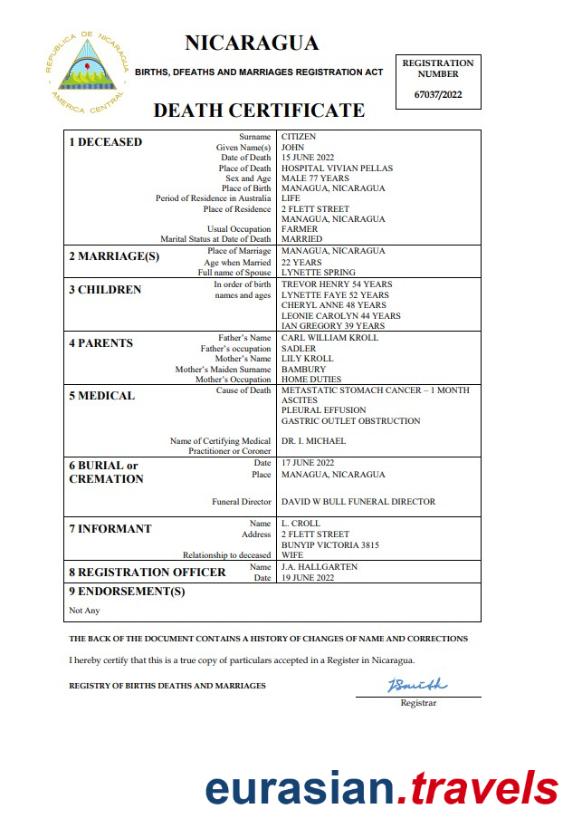 REPUBLICA DE NICARAGUA
AMERICA CENTRAL
NICARAGUA
BIRTHS, DFEATHS AND MARRIAGES REGISTRATION ACT
DEATH CERTIFICATE
REGISTRATION
NUMBER
67037/2022
1 DECEASED
Surname CITIZEN
Given Name(s) JOHN
Date of Death 15 JUNE 2022
Place of Death HOSPITAL VIVIAN PELLAS
Sex and Age MALE 77 YEARS
Place of Birth MANAGUA, NICARAGUA
Period of Residence in Australia LIFE
Place of Residence 2 FLETT STREET
MANAGUA, NICARAGUA
Usual Occupation FARMER
Marital Status at Date of Death MARRIED
2 MARRIAGE(S)
Place of Marriage MANAGUA, NICARAGUA
Age when Married 22 YEARS
Full name of Spouse LYNETTE SPRING
3 CHILDREN
In order of birth TREVOR HENRY 54 YEARS
names and ages LYNETTE FAYE 52 YEARS
CHERYL ANNE 48 YEARS
LEONIE CAROLYN 44 YEARS
IAN GREGORY 39 YEARS
4 PARENTS
Father's Name CARL WILLIAM KROLL
Father's occupation SADLER
Mother's Name LILY KROLL
Mother's Maiden Surname BAMBURY
Mother's Occupation HOME DUTIES
5 MEDICAL
Cause of Death METASTATIC STOMACH CANCER – 1 MONTH
ASCITES
PLEURAL EFFUSION
GASTRIC OUTLET OBSTRUCTION
Name of Certifying Medical DR. I. MICHAEL
Practitioner or Coroner
6 BURIAL or
CREMATION
Date 17 JUNE 2022
Place MANAGUA, NICARAGUA
Funeral Director DAVID W BULL FUNERAL DIRECTOR
7 INFORMANT
Name L. CROLL
Address 2 FLETT STREET
BUNYIP VICTORIA 3815
Relationship to deceased WIFE
8 REGISTRATION OFFICER
Name J.A. HALLGARTEN
Date 19 JUNE 2022
9 ENDORSEMENT(S)
Not Any
THE BACK OF THE DOCUMENT CONTAINS A HISTORY OF CHANGES OF NAME AND CORRECTIONS
I hereby certify that this is a true copy of particulars accepted in a Register in Nicaragua.
REGISTRY OF BIRTHS DEATHS AND MARRIAGES
JSmith
Registrar
eurasian.travels